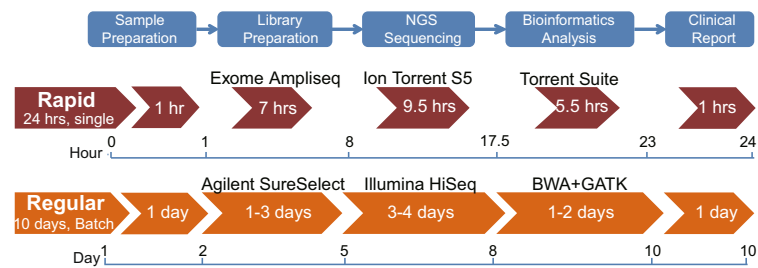 Sample
Preparation
Library
Preparation
NGS
Sequencing
Bioinformatics
Analysis
Clinical
Report
Exome Ampliseq
Ion Torrent S5
Torrent Suite
Rapid
24 hrs, single
1 hr
7 hrs
9.5 hrs
5.5 hrs
1 hrs
Hour
0
1
8
17.5
23
24
Agilent SureSelect
Illumina HiSeq
BWA+GATK
Regular
10 days, Batch
1 day
1-3 days
3-4 days
1-2 days
1 day
Day
1
2
5
8
10
10